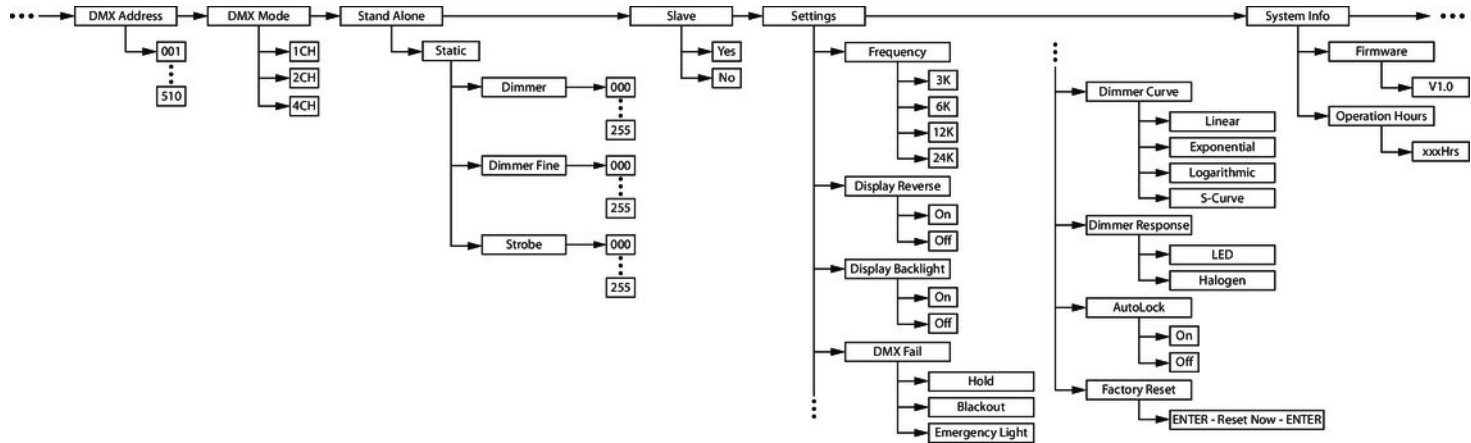 DMX Address
001
510
DMX Mode
1CH
2CH
4CH
Stand Alone
Static
Dimmer
000
255
Dimmer Fine
000
255
Strobe
000
255
Slave
Yes
No
Settings
Frequency
3K
6K
12K
24K
Display Reverse
On
Off
Display Backlight
On
Off
DMX Fail
Hold
Blackout
Emergency Light
Dimmer Curve
Linear
Exponential
Logarithmic
S-Curve
Dimmer Response
LED
Halogen
AutoLock
On
Off
Factory Reset
ENTER - Reset Now - ENTER
System Info
Firmware
V1.0
Operation Hours
xxxHrs